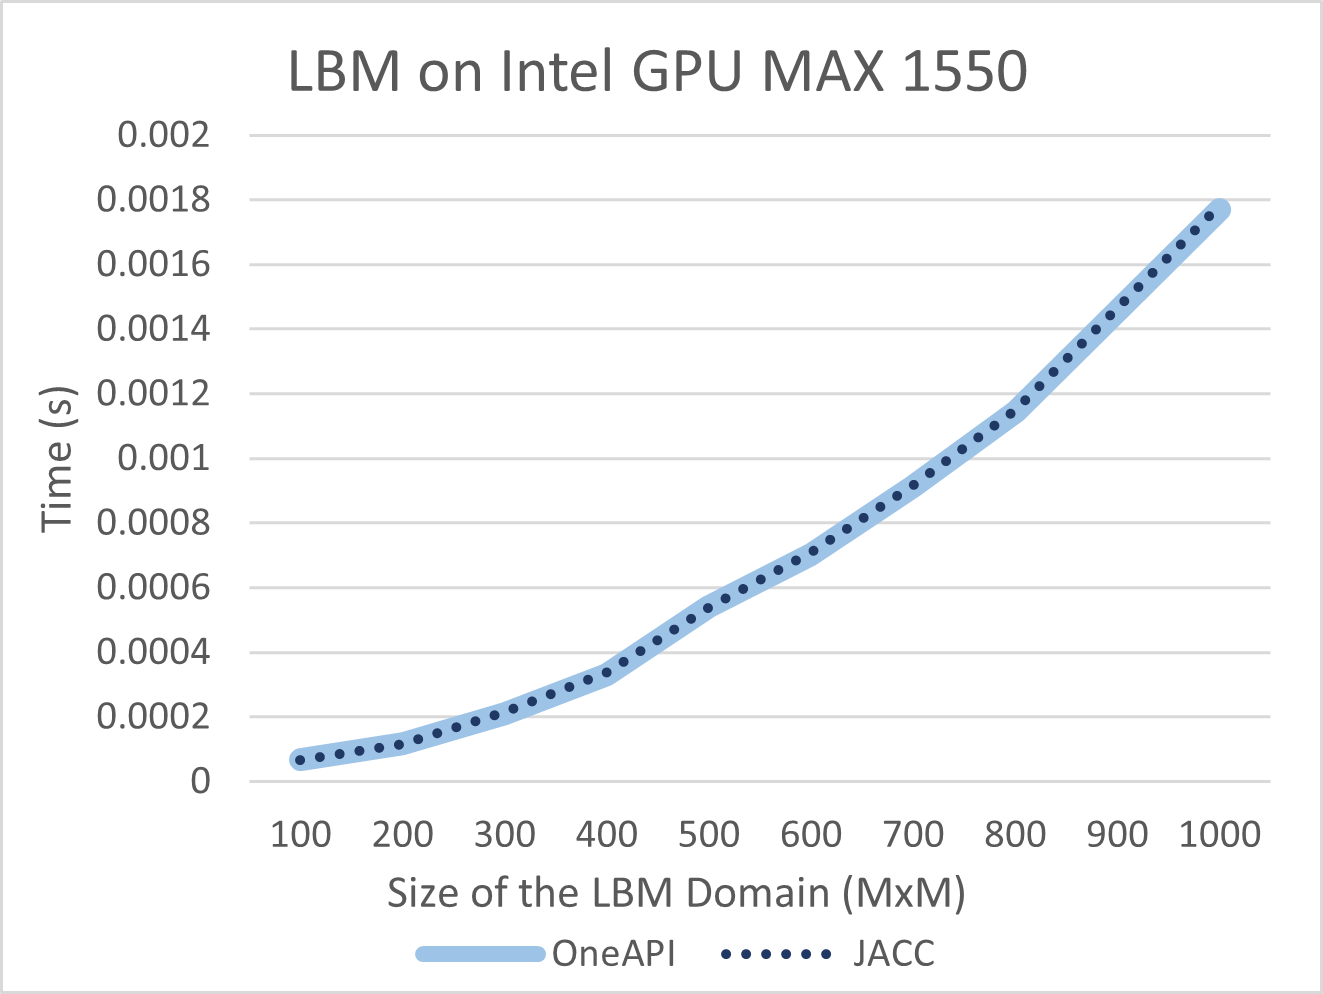 LBM on Intel GPU MAX 1550
0.002
0.0018
0.0016
0.0014
0.0012
0.001
0.0008
0.0006
0.0004
0.0002
0
Time (s)
100 200 300 400 500 600 700 800 900 1000
Size of the LBM Domain (MxM)
OneAPI JACC